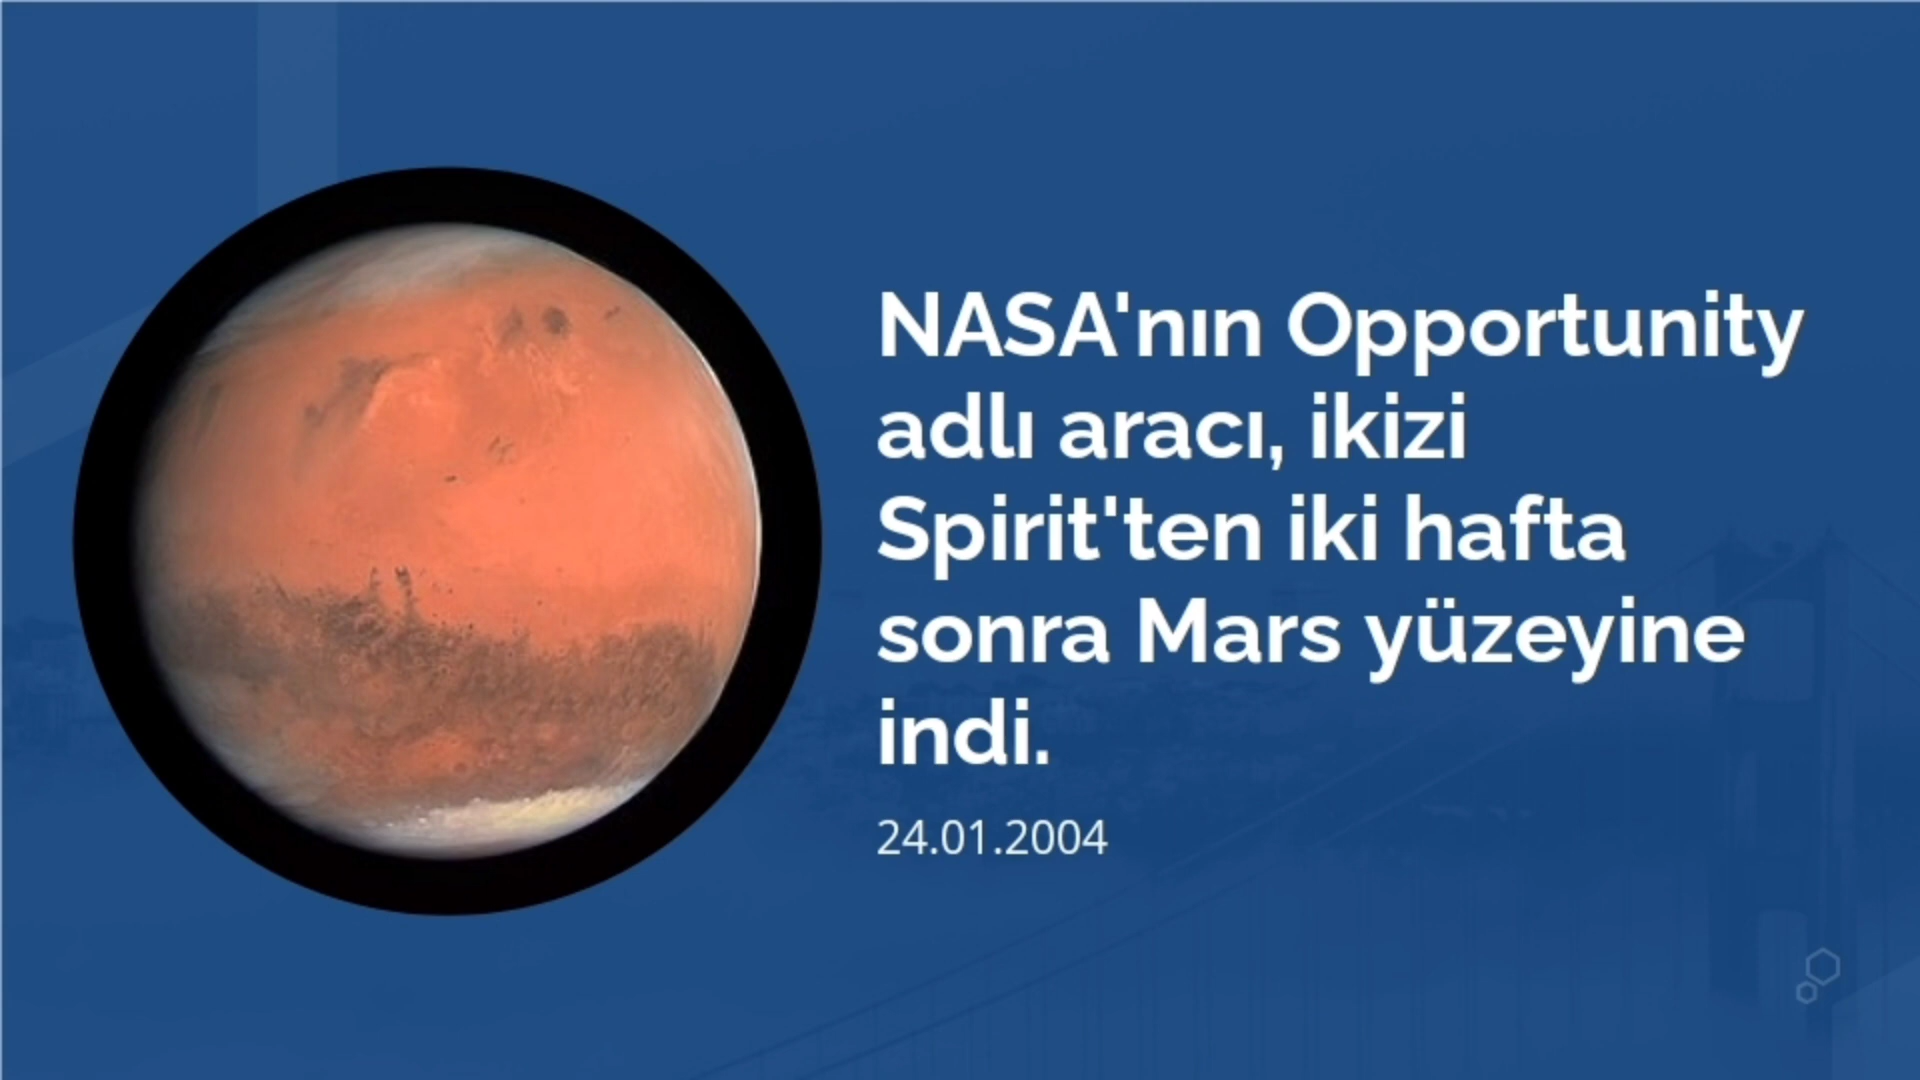 NASA'nın Opportunity
adlı aracı, ikizi
Spirit'ten iki hafta
sonra Mars yüzeyine
indi.
24.01.2004